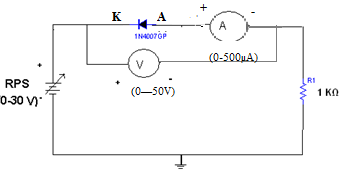 K A + -
1N4007GP
A
+ (0-500µA)
V
+ -
RPS (0—50V)
(0-30 V)
-
R1
1 KΩ